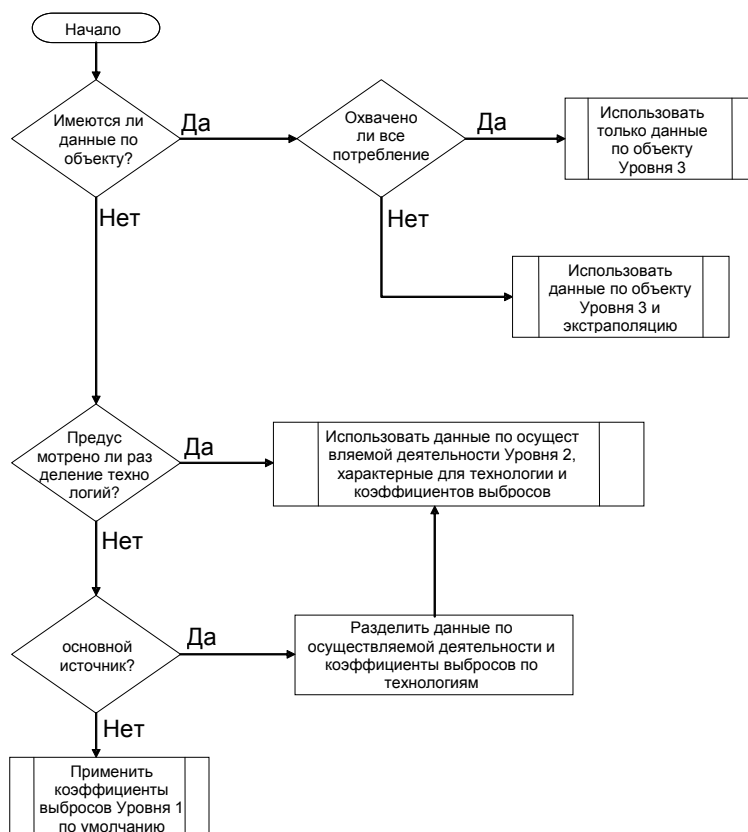 Начало
Имеются ли
данные по
объекту?
Да
Охвачено
ли все
потребление
Да
Использовать
только данные
по объекту
Уровня 3
Нет
Нет
Использовать
данные по объекту
Уровня 3 и
экстраполяцию
Предус
мотрено ли раз
деление техно
логий?
Да
Использовать данные по осущест
вляемой деятельности Уровня 2,
характерные для технологии и
коэффициентов выбросов
Нет
основной
источник?
Да
Разделить данные по
осуществляемой деятельности и
коэффициенты выбросов по
технологиям
Нет
Применить
коэффициенты
выбросов Уровня 1
по умолчанию